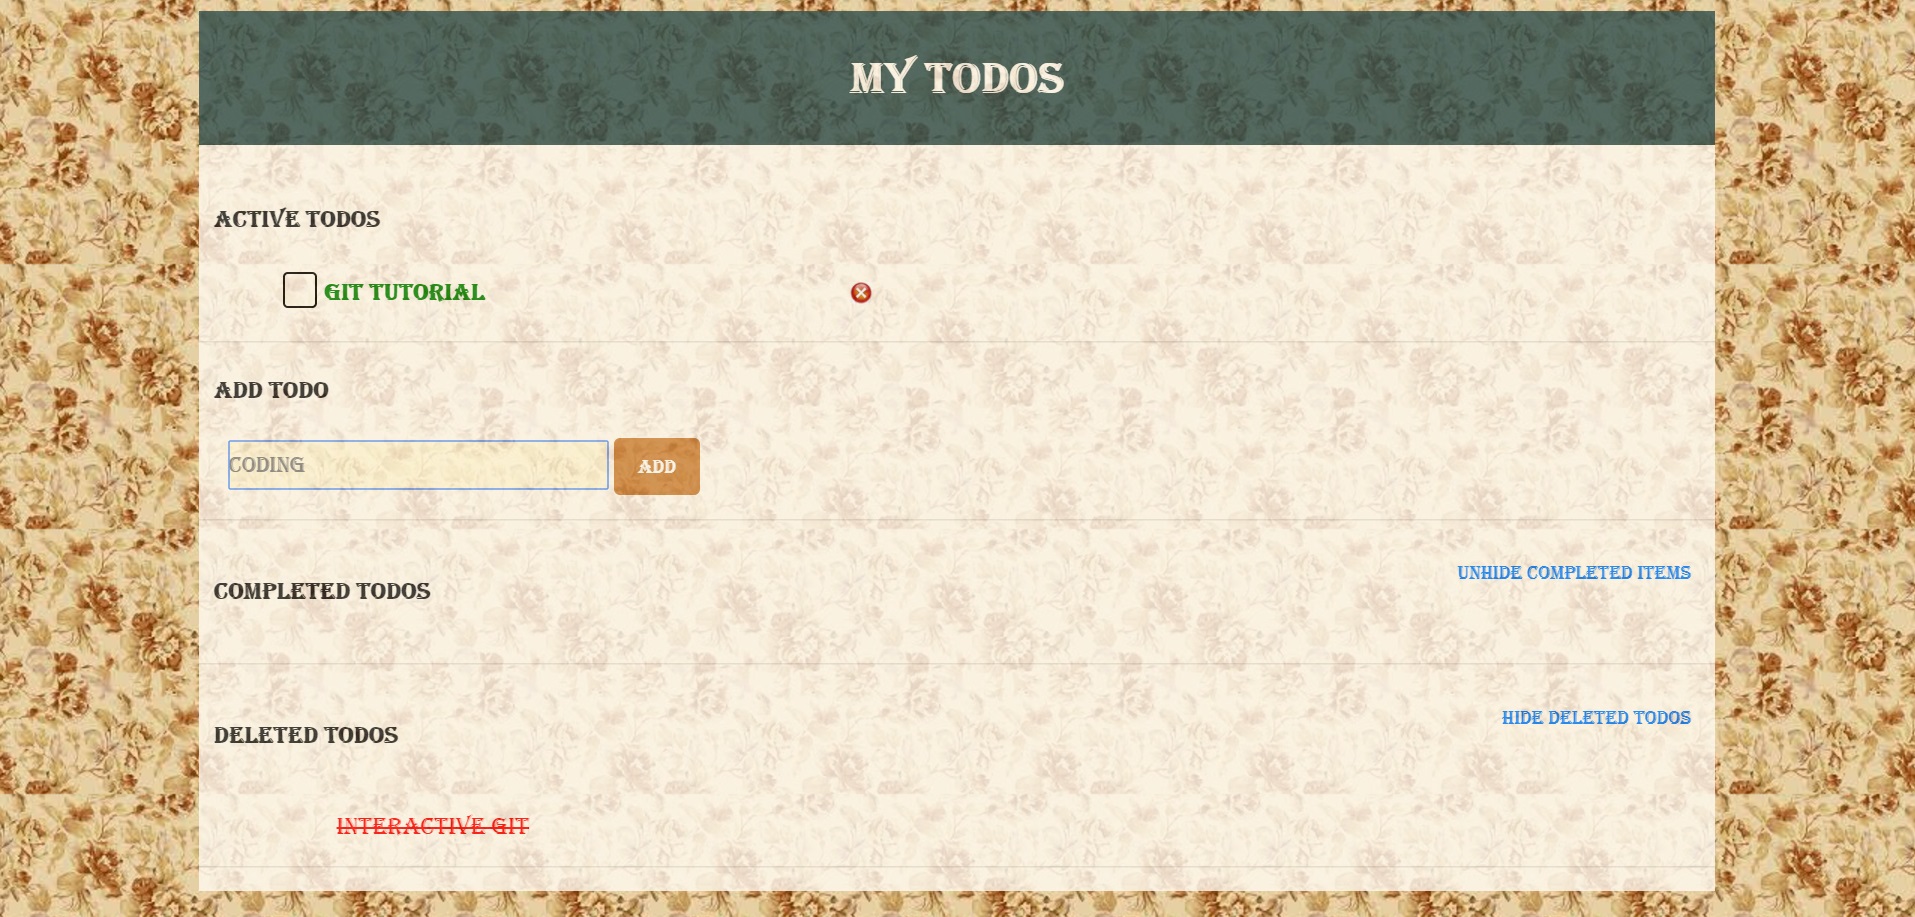 MY TODOS
ACTIVE TODOS
GIT TUTORIAL
ADD TODO
CODING
ADD
UNHIDE COMPLETED ITEMS
COMPLETED TODOS
HIDE DELETED TODOS
DELETED TODOS
INTERACTIVE GIT